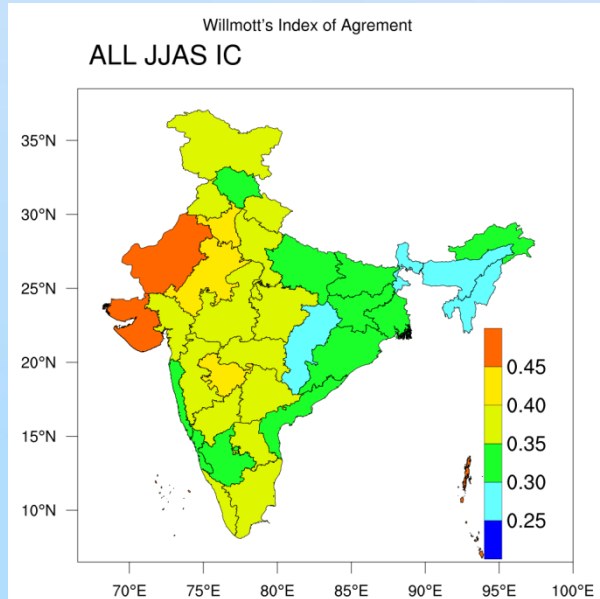 Willmott's Index of Agrement
ALL JJAS IC
35°N
30°N
25°N
20°N
15°N
10°N
0.45
0.40
0.35
0.30
0.25
70°E 75°E 80°E 85°E 90°E 95°E 100°E